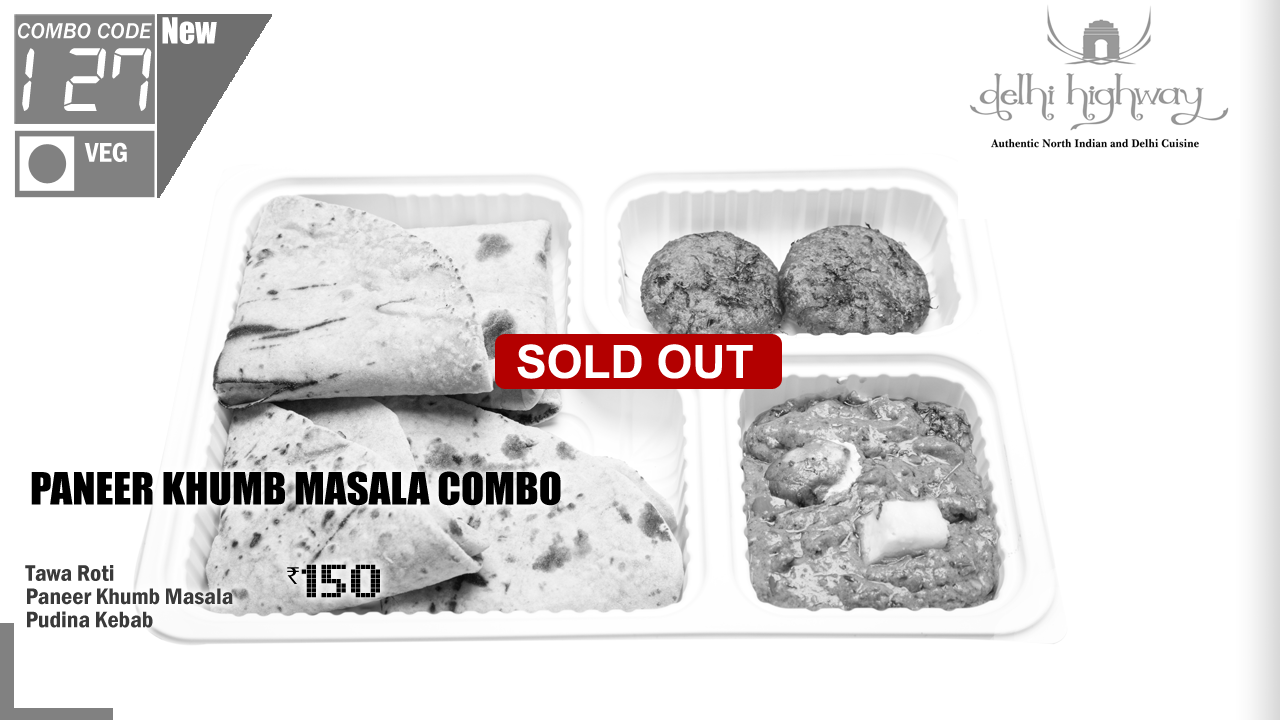 COMBO CODE
New
127
VEG
delhi highway
Authentic North Indian and Delhi Cuisine
SOLD OUT
PANEER KHUMB MASALA COMBO
Tawa Roti
₹150
Paneer Khumb Masala
Pudina Kebab